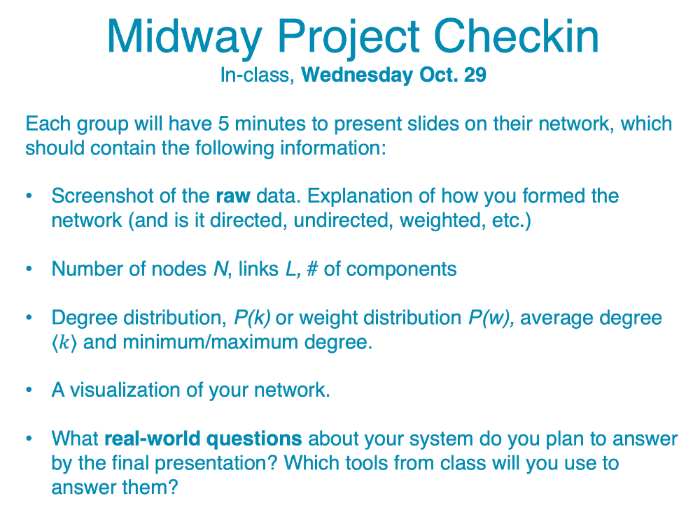 Midway Project Checkin
In-class, Wednesday Oct. 29
Each group will have 5 minutes to present slides on their network, which
should contain the following information:
• Screenshot of the raw data. Explanation of how you formed the
network (and is it directed, undirected, weighted, etc.)
• Number of nodes N, links L, # of components
• Degree distribution, P(k) or weight distribution P(w), average degree
⟨k⟩ and minimum/maximum degree.
• A visualization of your network.
• What real-world questions about your system do you plan to answer
by the final presentation? Which tools from class will you use to
answer them?